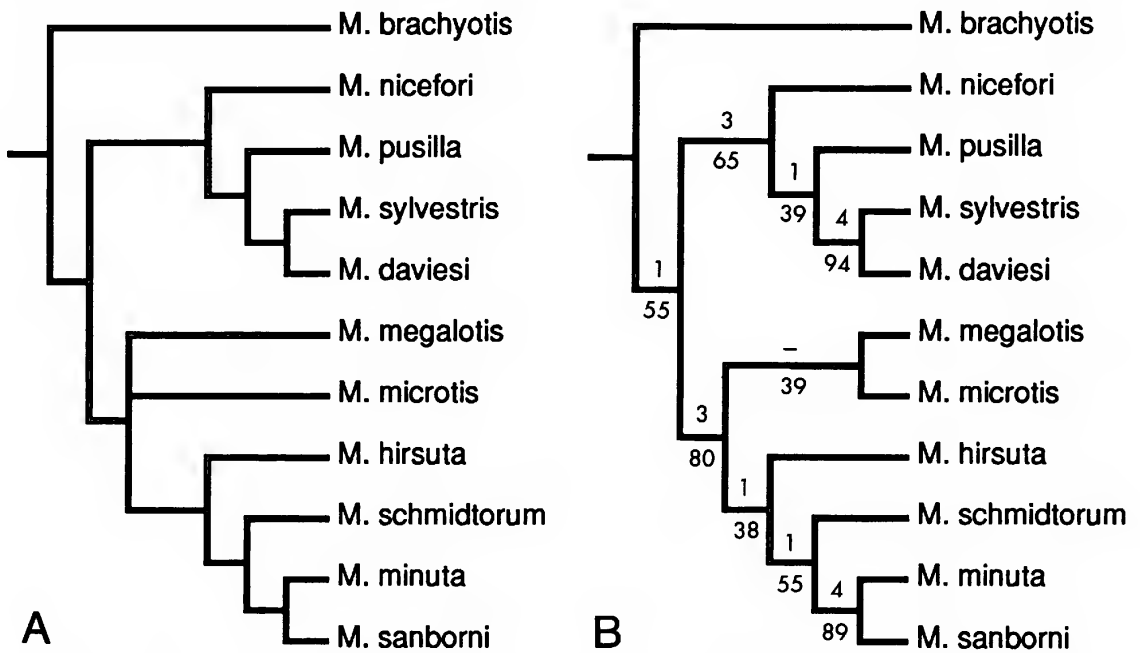 M. brachyotis
M. nicefori
M. pusilla
M. sylvestris
M. daviesi
M. megalotis
M. microtis
M. hirsuta
M. schmidtorum
M. minuta
M. sanborni
A
M. brachyotis
M. nicefori
3
65
M. pusilla
1
39
M. sylvestris
4
94
M. daviesi
1
55
M. megalotis
–
39
M. microtis
3
80
M. hirsuta
1
38
M. schmidtorum
1
55
M. minuta
4
89
M. sanborni
B